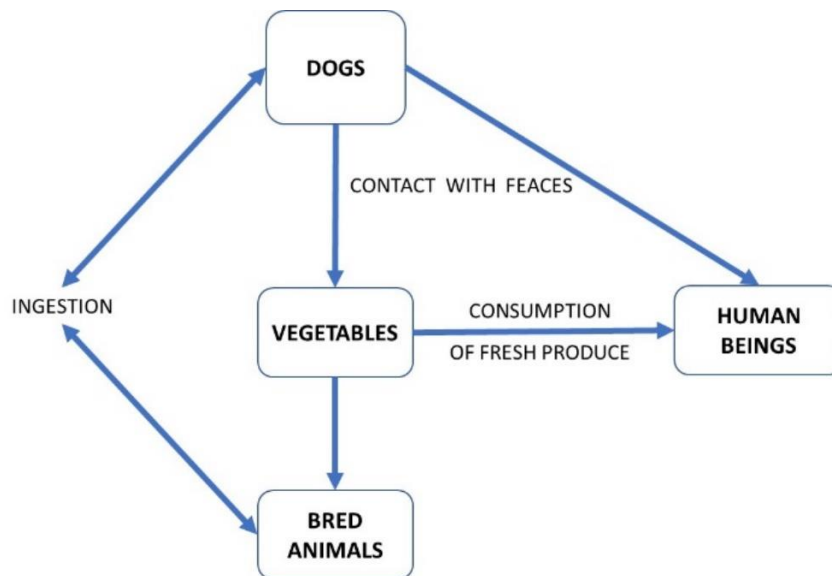 DOGS
CONTACT WITH FEACES
INGESTION
VEGETABLES
CONSUMPTION
OF FRESH PRODUCE
HUMAN
BEINGS
BRED
ANIMALS